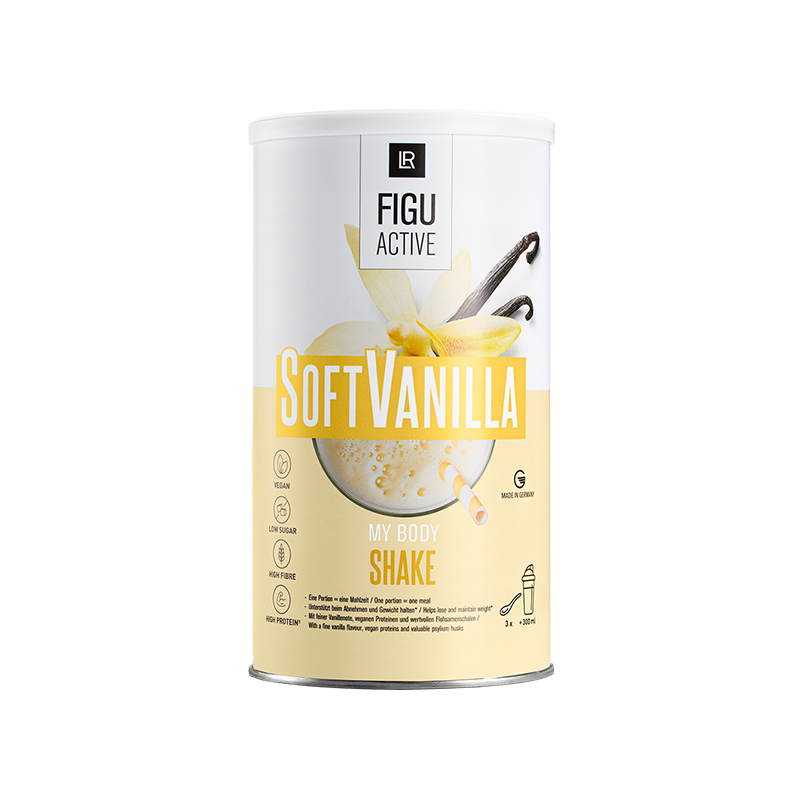 LR
FIGU
ACTIVE
SOFTVANILLA
VEGAN
LOW SUGAR
HIGH FIBRE
HIGH PROTEIN¹
MADE IN GERMANY
MY BODY
SHAKE
- Eine Portion = eine Mahlzeit / One portion = one meal
- Unterstützt beim Abnehmen und Gewicht halten* / Helps lose and maintain weight*
- Mit feiner Vanillenote, veganen Proteinen und wertvollen Flohsamenschalen /
With a fine vanilla flavour, vegan proteins and valuable psylium husks
3 x + 300 ml